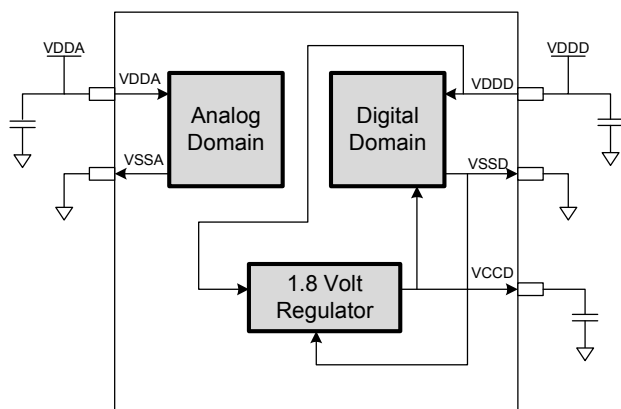 VDDA
VDDD
VDDA
Analog
Domain
Digital
Domain
VDDD
VSSA
VSSD
1.8 Volt
Regulator
VCCD